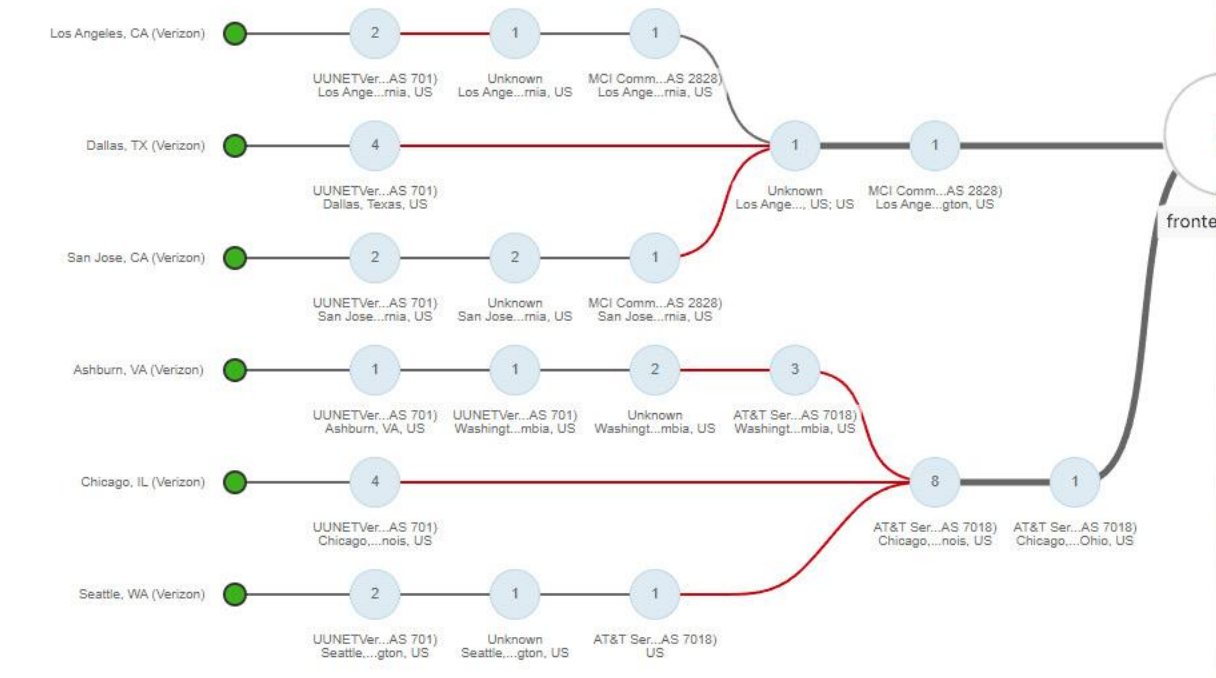 Los Angeles, CA (Verizon)
2
1
1
UUNETVer...AS 701)
Los Ange...rnia, US
Unknown
Los Ange...rnia, US
MCI Comm...AS 2828)
Los Ange...rnia, US
Dallas, TX (Verizon)
4
1
1
UUNETVer...AS 701)
Dallas, Texas, US
Unknown
Los Ange..., US; US
MCI Comm...AS 2828)
Los Ange...gton, US
fronte
San Jose, CA (Verizon)
2
2
1
UUNETVer...AS 701)
San Jose...rnia, US
Unknown
San Jose...rnia, US
MCI Comm...AS 2828)
San Jose...rnia, US
Ashburn, VA (Verizon)
1
1
2
3
UUNETVer...AS 701)
Ashburn, VA, US
UUNETVer...AS 701)
Washingt...mbia, US
Unknown
Washingt...mbia, US
AT&T Ser...AS 7018)
Washingt...mbia, US
Chicago, IL (Verizon)
4
8
1
UUNETVer...AS 701)
Chicago,...nois, US
AT&T Ser...AS 7018)
Chicago,...nois, US
AT&T Ser...AS 7018)
Chicago,...Ohio, US
Seattle, WA (Verizon)
2
1
1
UUNETVer...AS 701)
Seattle,...gton, US
Unknown
Seattle,...gton, US
AT&T Ser...AS 7018)
US